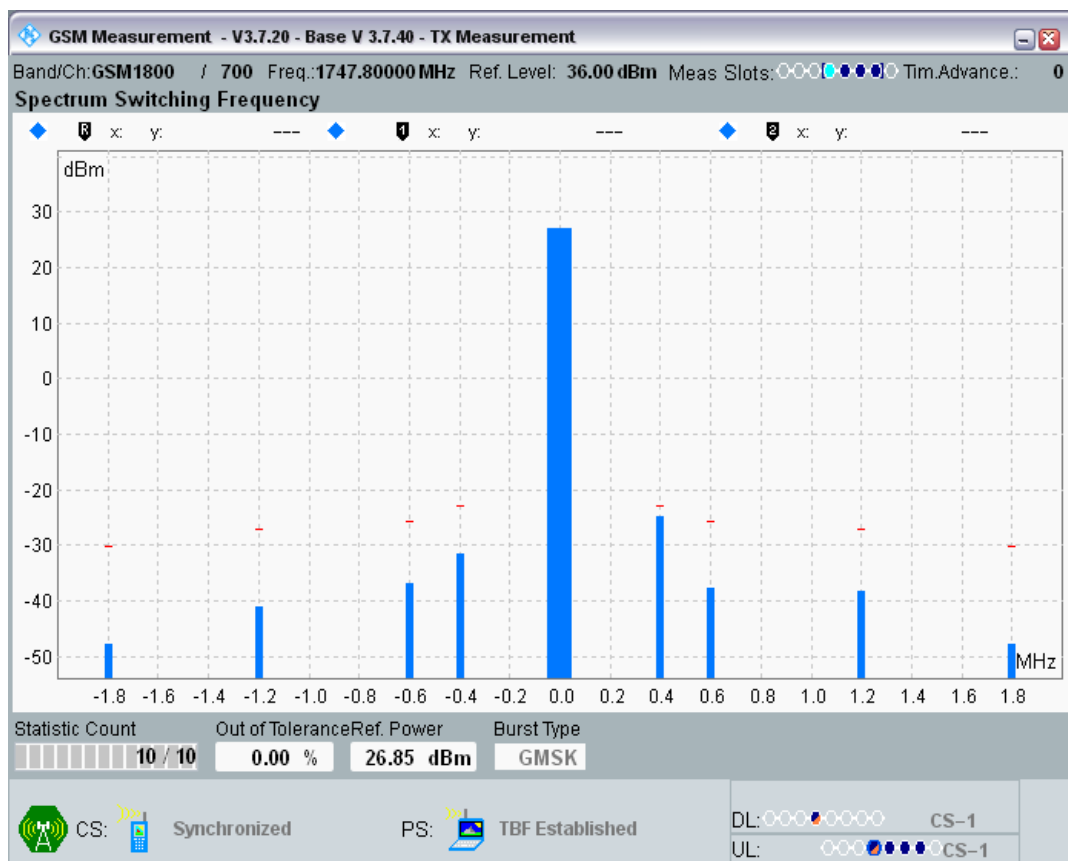 GSM Measurement - V3.7.20 - Base V 3.7.40 - TX Measurement
Band/Ch:GSM1800 / 700 Freq.:1747.80000 MHz Ref. Level: 36.00 dBm Meas Slots: Tim.Advance.: 0
Spectrum Switching Frequency
R x: y: --- 1 x: y: --- 2 x: y: ---
dBm
30
20
10
0
-10
-20
-30
-40
-50
MHz
-1.8 -1.6 -1.4 -1.2 -1.0 -0.8 -0.6 -0.4 -0.2 0.0 0.2 0.4 0.6 0.8 1.0 1.2 1.4 1.6 1.8
Statistic Count Out of Tolerance Ref. Power Burst Type
10 / 10 0.00 % 26.85 dBm GMSK
CS: Synchronized PS: TBF Established
DL: CS-1
UL: CS-1